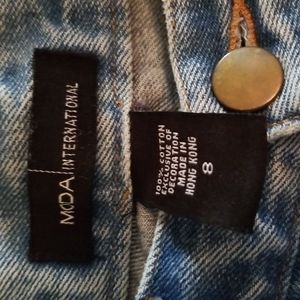 MODA INTERNATIONAL
100% COTTON
EXCLUSIVE OF
DECORATION
MADE IN
HONG KONG
8